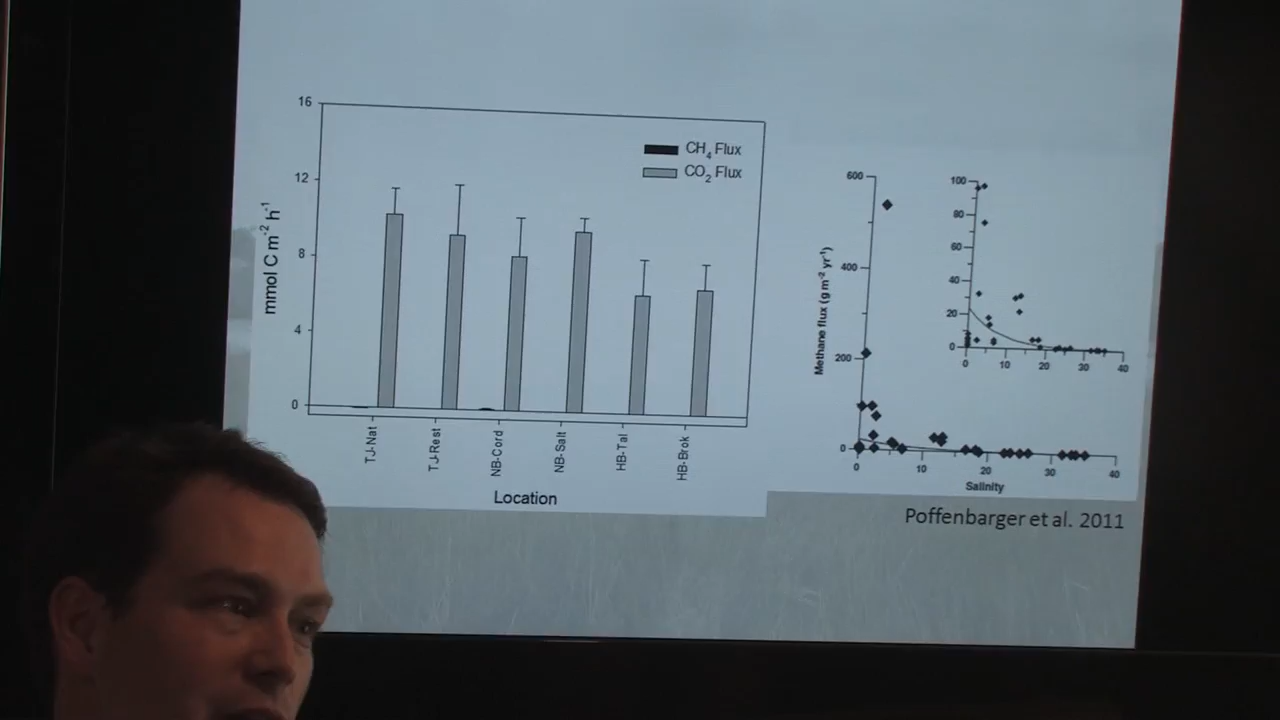 16
12
8
4
0
mmol C m-2 h-1
CH4 Flux
CO2 Flux
TJ-Nat
TJ-Rest
NB-Cord
NB-Salt
HB-Tal
HB-Brok
Location
600
400
200
0
Methane flux (g m-2 yr-1)
0
10
20
30
40
Salinity
100
80
60
40
20
0
0
10
20
30
40
Poffenbarger et al. 2011